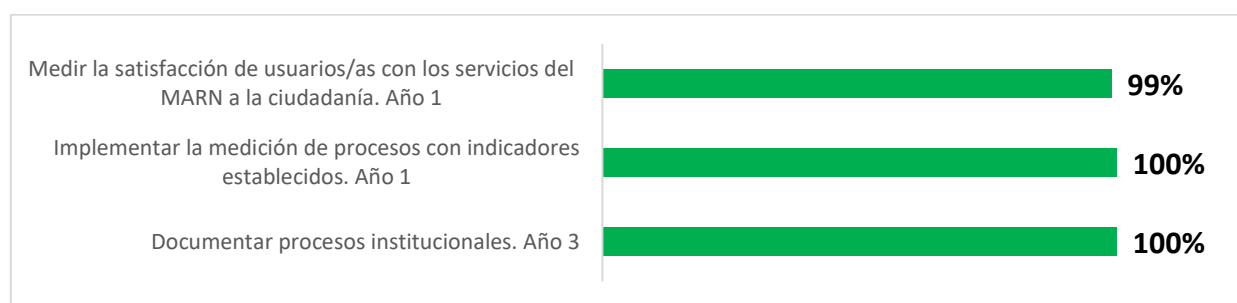 Medir la satisfacción de usuarios/as con los servicios del
MARN a la ciudadanía. Año 1
99%
Implementar la medición de procesos con indicadores
establecidos. Año 1
100%
Documentar procesos institucionales. Año 3
100%